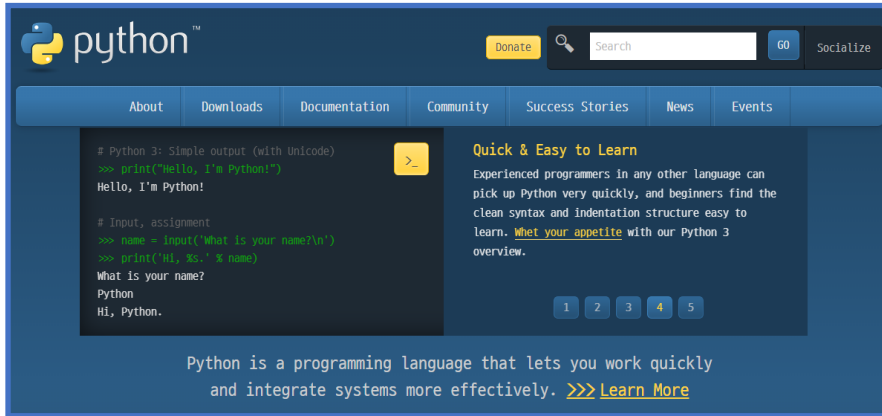 python™
Donate
Search
GO
Socialize
About
Downloads
Documentation
Community
Success Stories
News
Events
# Python 3: Simple output (with Unicode)
>>> print("Hello, I'm Python!")
Hello, I'm Python!
# Input, assignment
>>> name = input('What is your name?\n')
>>> print('Hi, %s.' % name)
What is your name?
Python
Hi, Python.
>_
Quick & Easy to Learn
Experienced programmers in any other language can
pick up Python very quickly, and beginners find the
clean syntax and indentation structure easy to
learn. Whet your appetite with our Python 3
overview.
1 2 3 4 5
Python is a programming language that lets you work quickly
and integrate systems more effectively. >>> Learn More